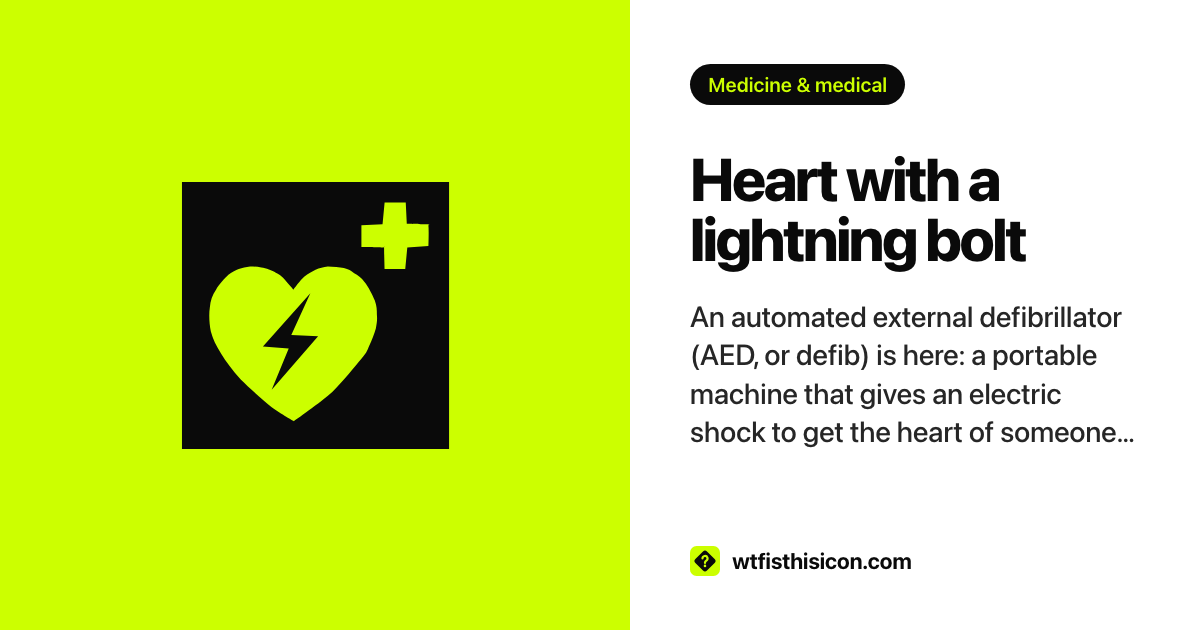 Medicine & medical
Heart with a
lightning bolt
An automated external defibrillator
(AED, or defib) is here: a portable
machine that gives an electric
shock to get the heart of someone...
?
wtfisthisicon.com